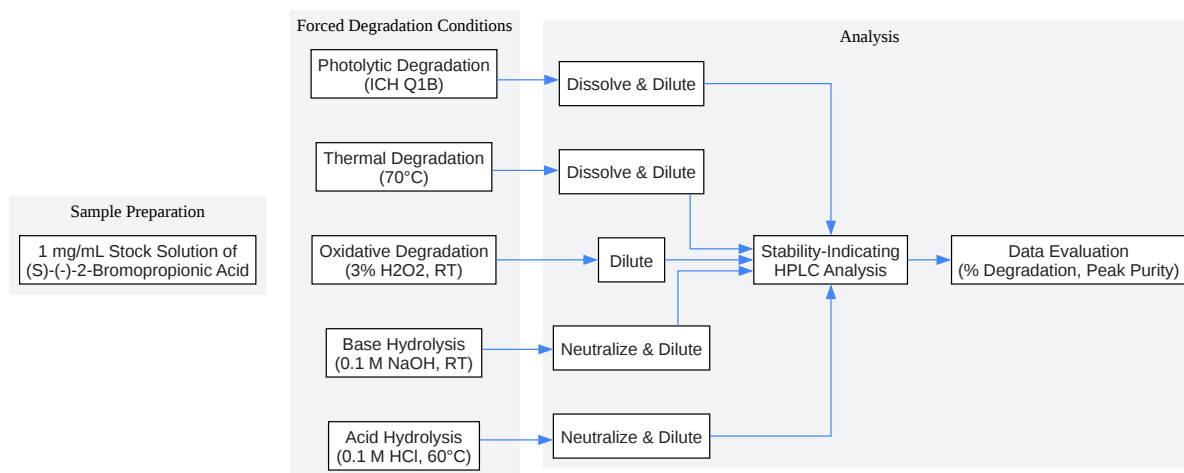 Sample Preparation
1 mg/mL Stock Solution of
(S)-(-)-2-Bromopropionic Acid
Forced Degradation Conditions
Photolytic Degradation
(ICH Q1B)
Thermal Degradation
(70°C)
Oxidative Degradation
(3% H2O2, RT)
Base Hydrolysis
(0.1 M NaOH, RT)
Acid Hydrolysis
(0.1 M HCl, 60°C)
Analysis
Dissolve & Dilute
Dissolve & Dilute
Dilute
Neutralize & Dilute
Neutralize & Dilute
Stability-Indicating
HPLC Analysis
Data Evaluation
(% Degradation, Peak Purity)